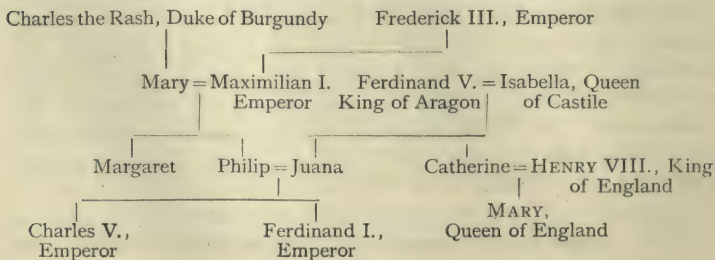 Charles the Rash, Duke of Burgundy Frederick III., Emperor
Mary = Maximilian I. Ferdinand V. = Isabella, Queen
Emperor King of Aragon of Castile
Margaret Philip = Juana Catherine = HENRY VIII., King
of England
MARY,
Charles V., Ferdinand I., Queen of England
Emperor Emperor